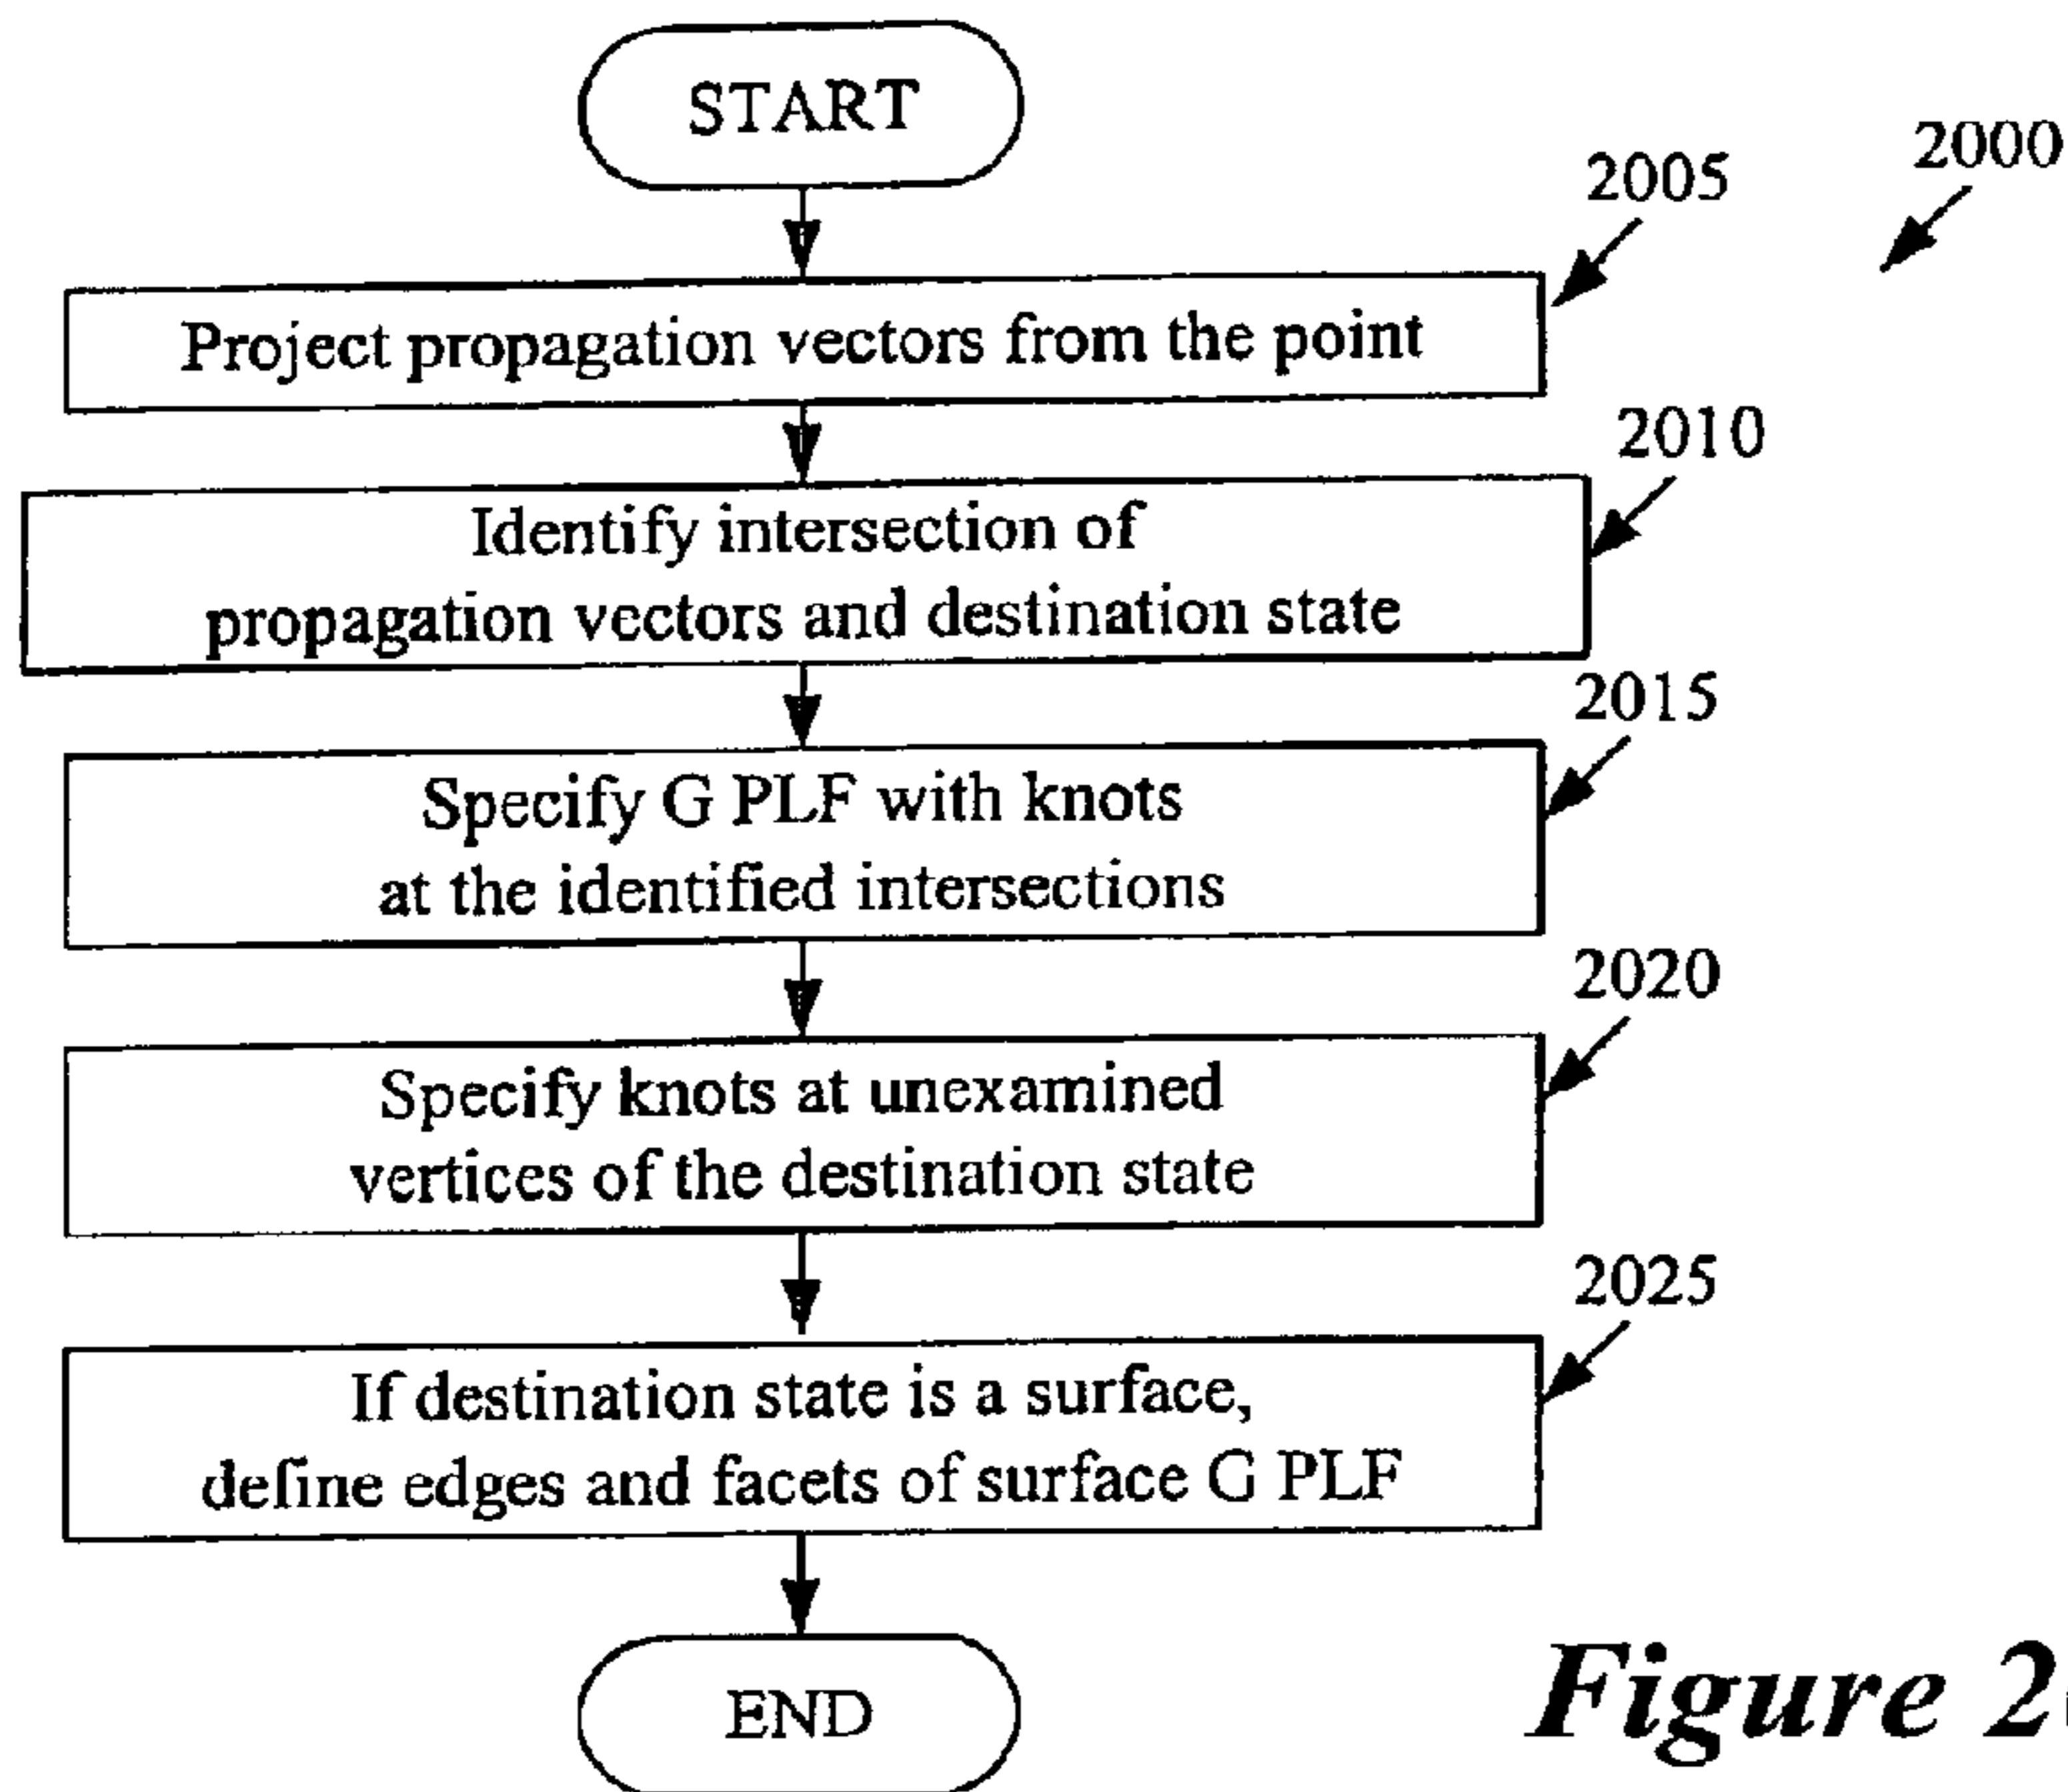 START
2000
2005
Project propagation vectors from the point
2010
Identify intersection of
propagation vectors and destination state
2015
Specify G PLF with knots
at the identified intersections
2020
Specify knots at unexamined
vertices of the destination state
2025
If destination state is a surface,
define edges and facets of surface G PLF
END
Figure 2